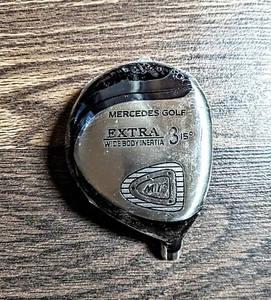 MERCEDES GOLF
EXTRA 3 15°
WIDE BODY INERTIA